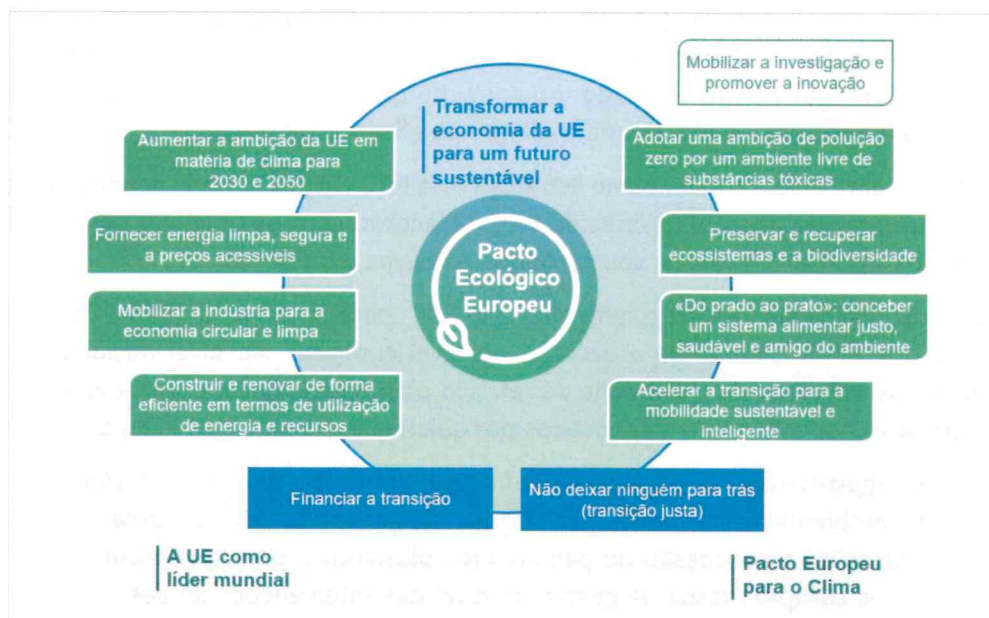 Mobilizar a investigação e
promover a inovação
Transformar a
economia da UE
para um futuro
sustentável
Aumentar a ambição da UE em
matéria de clima para
2030 e 2050
Adotar uma ambição de poluição
zero por um ambiente livre de
substâncias tóxicas
Fornecer energia limpa, segura e
a preços acessíveis
Preservar e recuperar
ecossistemas e a biodiversidade
Pacto
Ecológico
Europeu
Mobilizar a indústria para a
economia circular e limpa
«Do prado ao prato»: conceber
um sistema alimentar justo,
saudável e amigo do ambiente
Construir e renovar de forma
eficiente em termos de utilização
de energia e recursos
Acelerar a transição para a
mobilidade sustentável e
inteligente
Financiar a transição
Não deixar ninguém para trás
(transição justa)
A UE como
líder mundial
Pacto Europeu
para o Clima